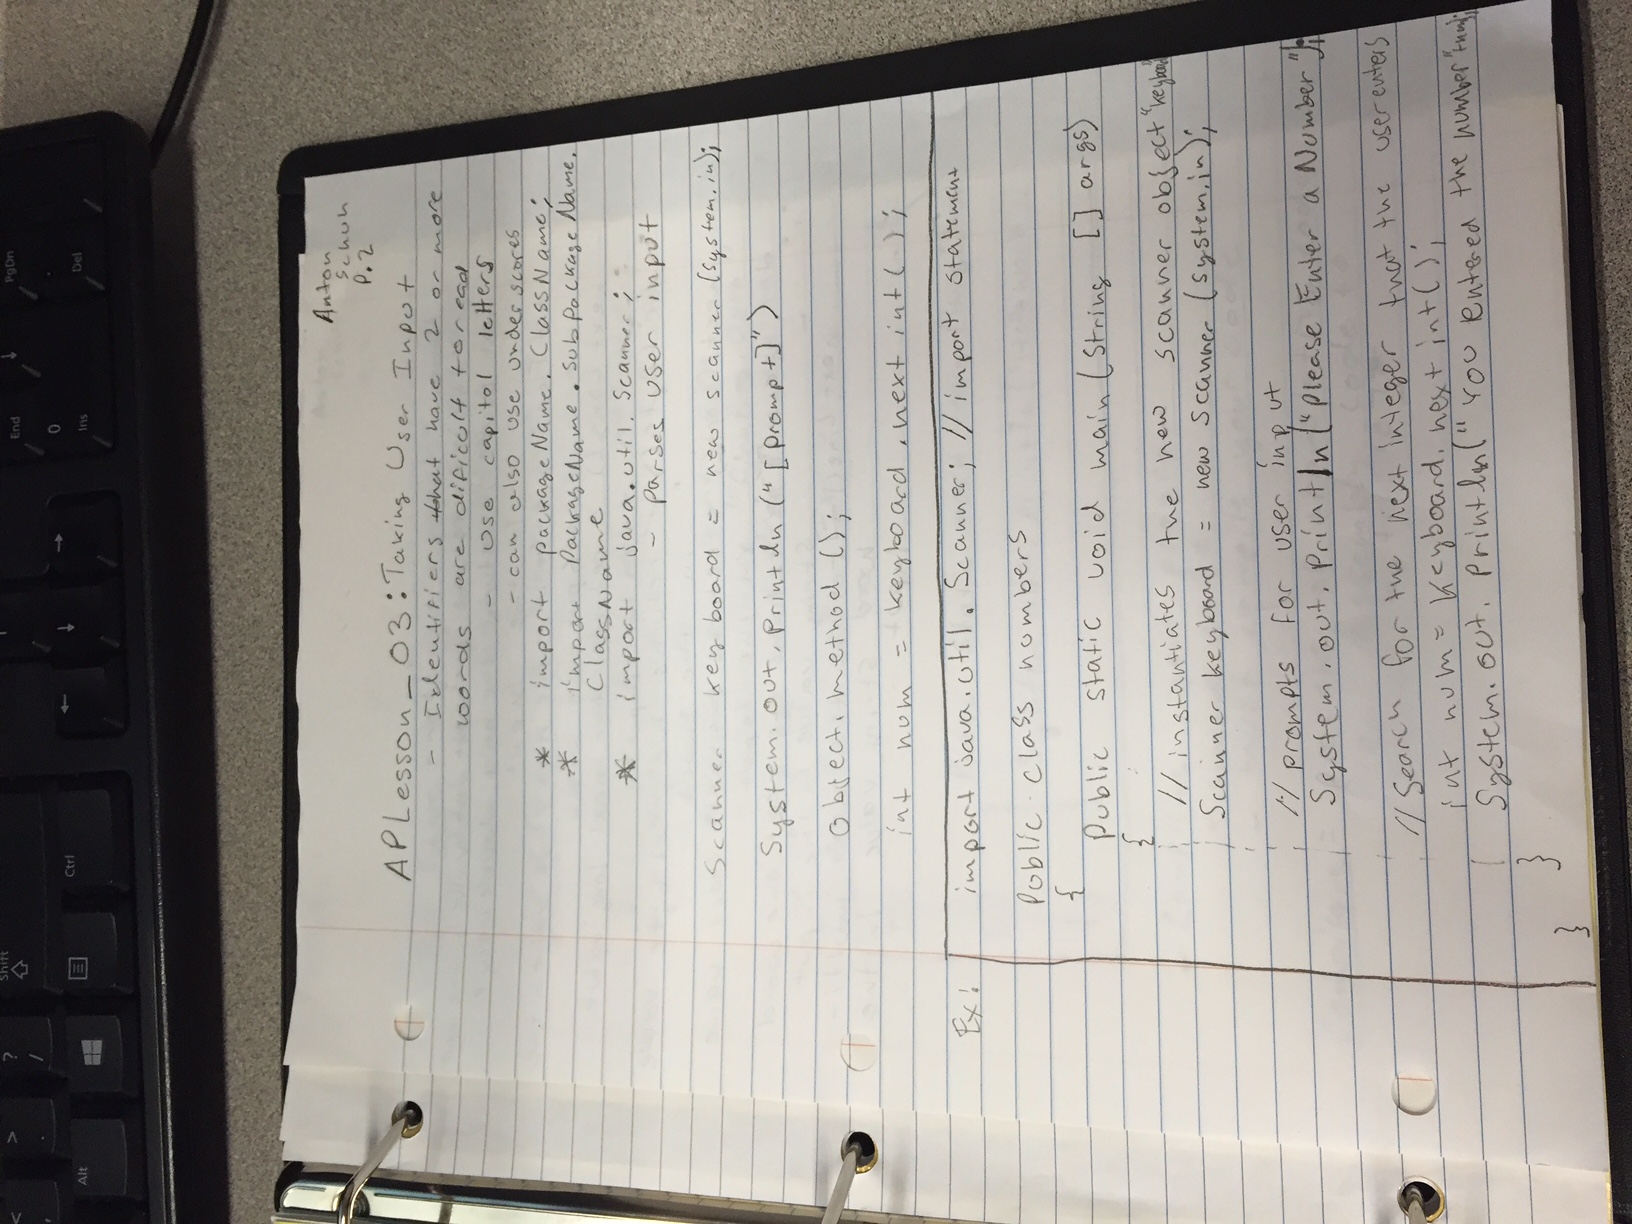 <
>
?
/
Shift
End
PgDn
Alt
Ctrl
0
Ins
Del
Anton
Schuh
P.2
APLesson_03: Taking User Input
- Identifiers that have 2 or more
words are dificult to read
- Use capitol letters
- can also use underscores
* import packageName.ClassName;
* import PackageName.subPackageName.
ClassName
* import java.util.Scanner;
- Parses user input
Scanner keyboard = new scanner (System.in);
System.out.println ("[prompt]")
Object.method ();
int num = keyboard.next int();
Ex: import java.util.Scanner; // import statement
Public class numbers
{
Public static void main (String [] args)
{
// instantiates the new scanner object "keyboard"
Scanner keyboard = new scanner (system.in);
// prompts for user input
System.out.println ("Please Enter a Number");
// Search for the next integer that the user enters
int num = Keyboard.next int();
System.out.println(" You entered the number"+num);
}
}